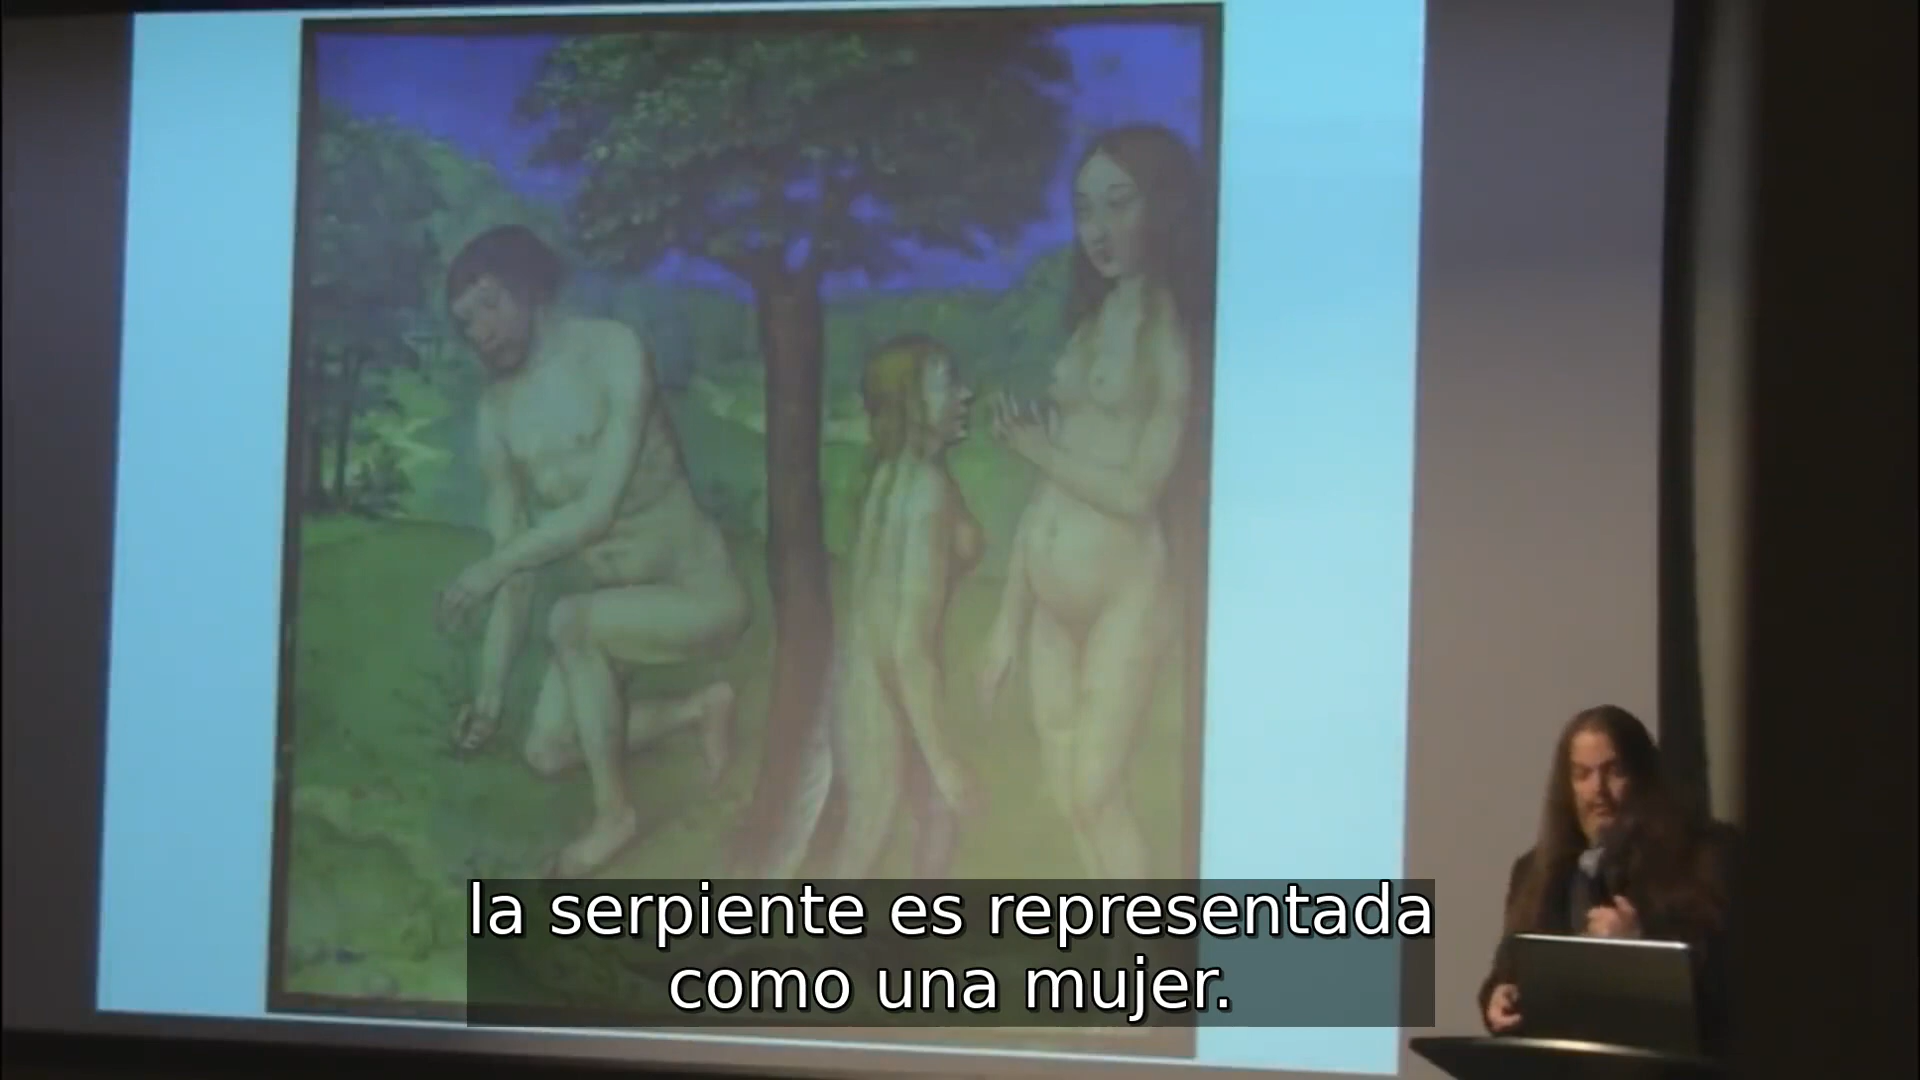 la serpiente es representada
como una mujer.